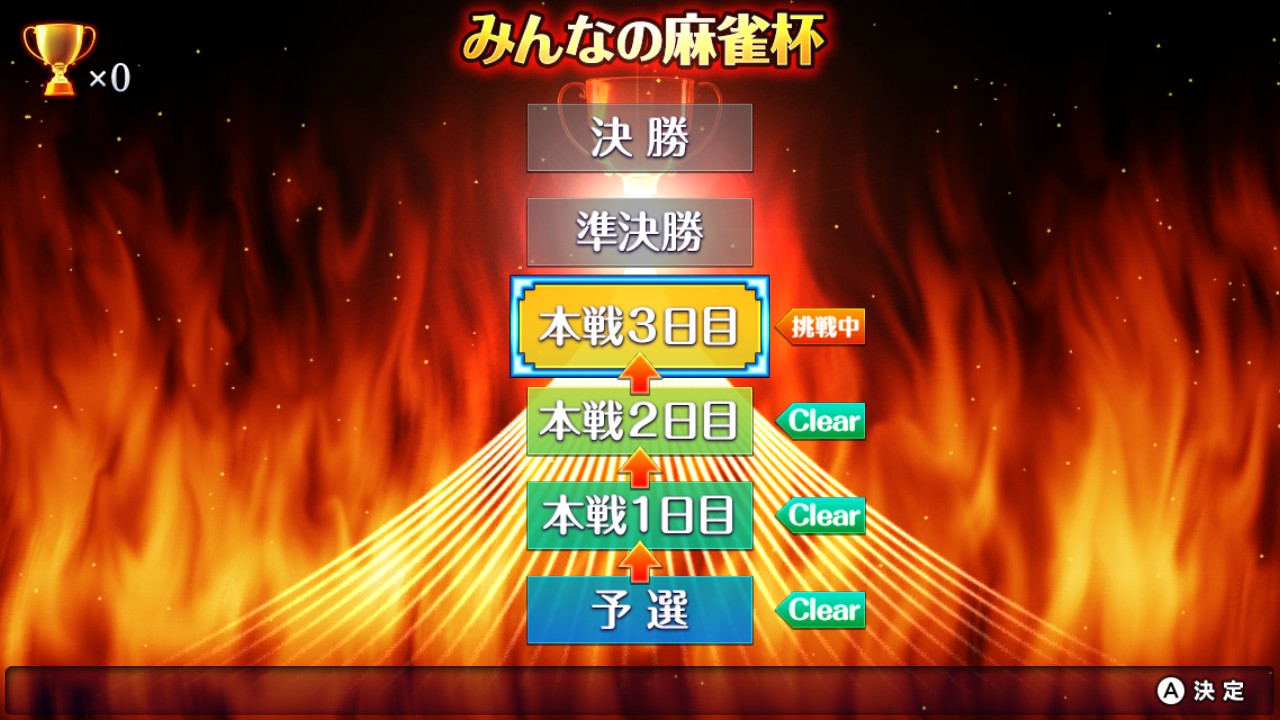 みんなの麻雀杯
×0
決勝
準決勝
本戦3日目
挑戦中
本戦2日目
Clear
本戦1日目
Clear
予選
Clear
A 決定